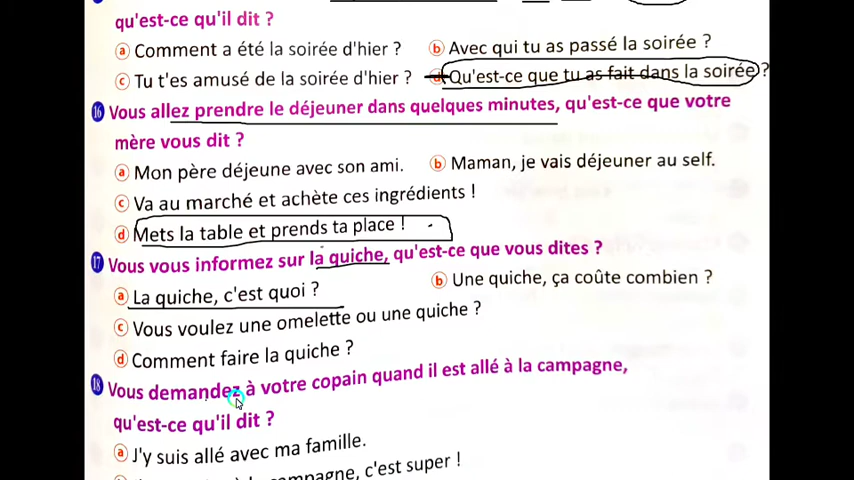 qu'est-ce qu'il dit ?
a Comment a été la soirée d'hier ? b Avec qui tu as passé la soirée ?
c Tu t'es amusé de la soirée d'hier ? d Qu'est-ce que tu as fait dans la soirée ?
16 Vous allez prendre le déjeuner dans quelques minutes, qu'est-ce que votre
mère vous dit ?
a Mon père déjeune avec son ami. b Maman, je vais déjeuner au self.
c Va au marché et achète ces ingrédients !
d Mets la table et prends ta place !
17 Vous vous informez sur la quiche, qu'est-ce que vous dites ?
a La quiche, c'est quoi ? b Une quiche, ça coûte combien ?
c Vous voulez une omelette ou une quiche ?
d Comment faire la quiche ?
18 Vous demandez à votre copain quand il est allé à la campagne,
qu'est-ce qu'il dit ?
a J'y suis allé avec ma famille.
campagne, c'est super !